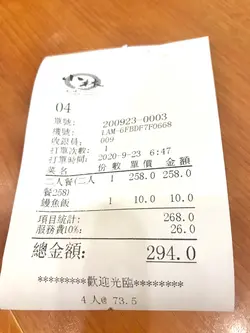 04
單號: 200923-0003
機號: LAM-6FBDF7F0668
收銀員: 009
打單次數: 1
打單時間: 2020-9-23 6:47
菜名 份數 單價 金額
二人餐(二人 1 258.0 258.0
餐258)
鰻魚飯 1 10.0 10.0
項目統計: 268.0
服務費10%: 26.0
總金額: 294.0
*********歡迎光臨*********
4 人 73.5